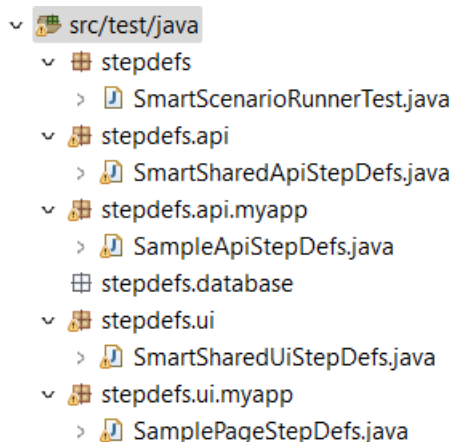 src/test/java
stepdefs
SmartScenarioRunnerTest.java
stepdefs.api
SmartSharedApiStepDefs.java
stepdefs.api.myapp
SampleApiStepDefs.java
stepdefs.database
stepdefs.ui
SmartSharedUiStepDefs.java
stepdefs.ui.myapp
SamplePageStepDefs.java